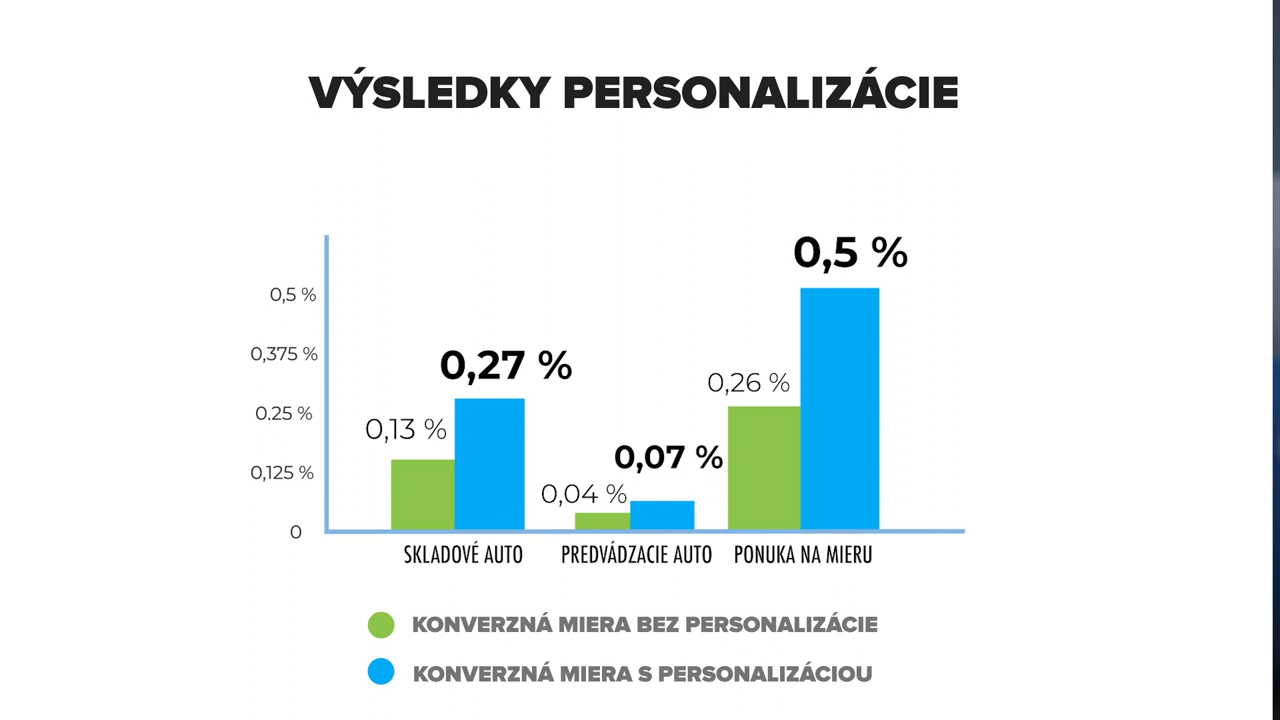 VÝSLEDKY PERSONALIZÁCIE
0,5 %
0,5 %
0,375 %
0,27 %
0,26 %
0.25 %
0,13 %
0,07 %
0,125 %
0,04 %
0
SKLADOVÉ AUTO
PREDVÁDZACIE AUTO
PONUKA NA MIERU
KONVERZNÁ MIERA BEZ PERSONALIZÁCIE
KONVERZNÁ MIERA S PERSONALIZÁCIOU